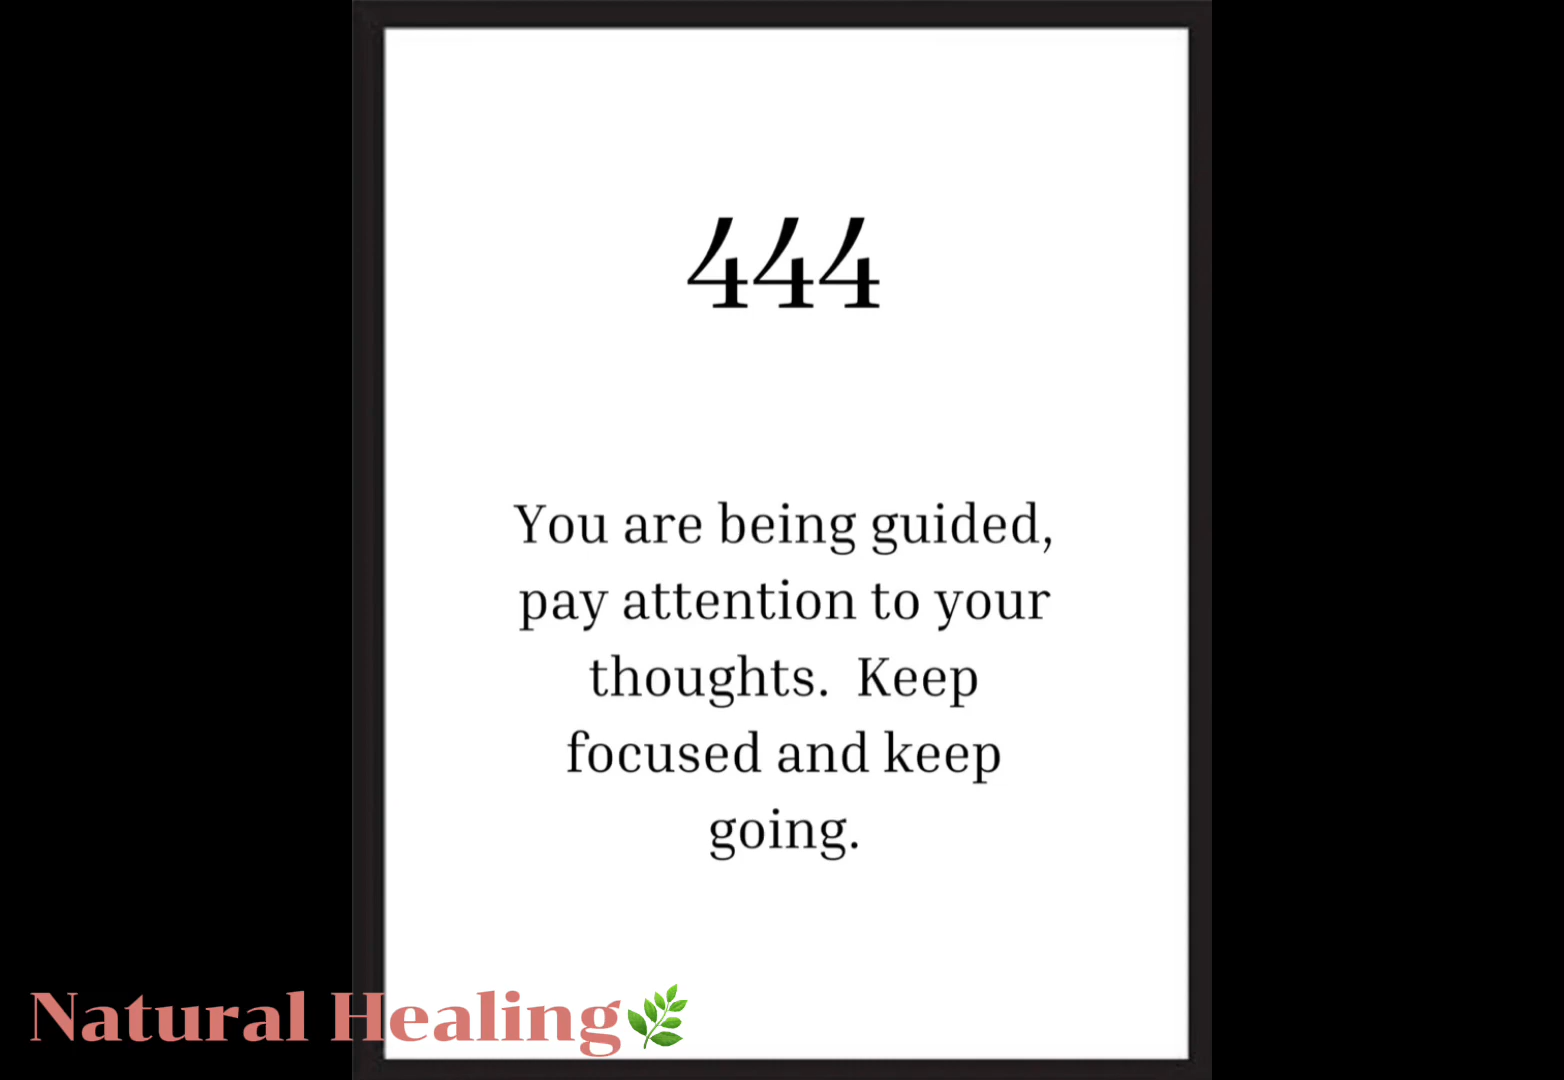 444
You are being guided,
pay attention to your
thoughts.  Keep
focused and keep
going.
Natural Healing🌿